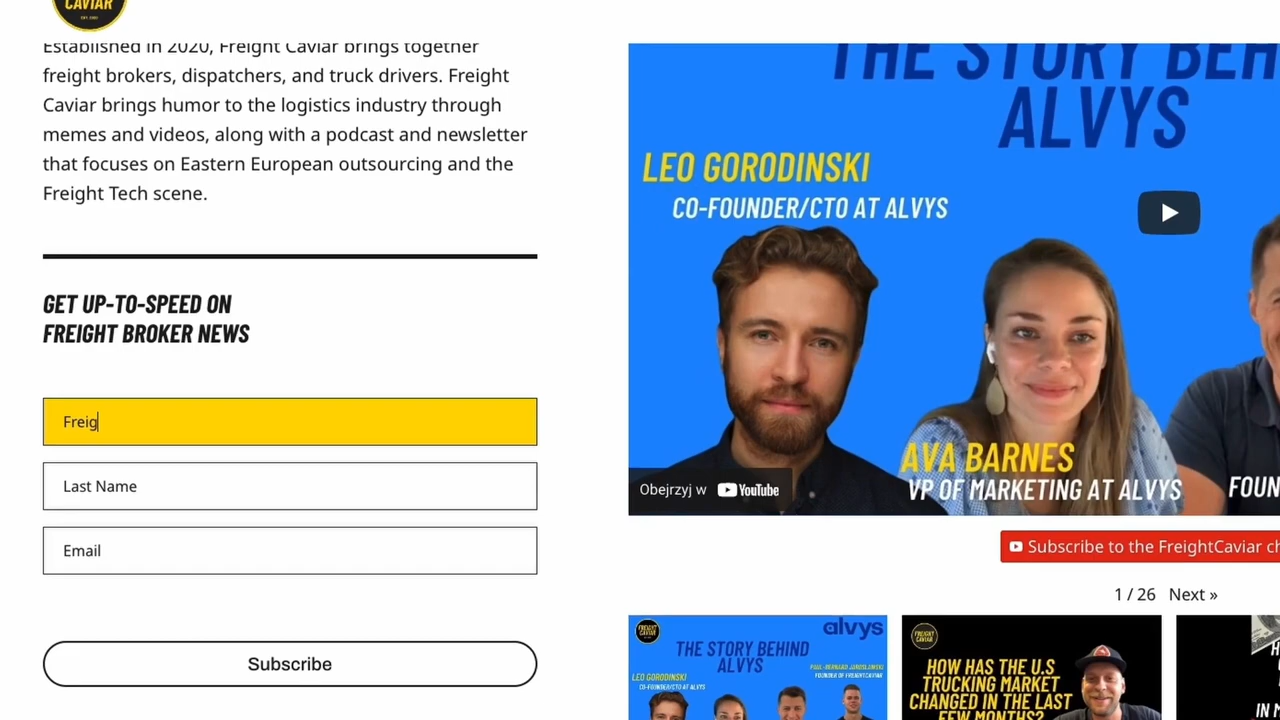 CAVIAR
Established in 2020, Freight Caviar brings together
freight brokers, dispatchers, and truck drivers. Freight
Caviar brings humor to the logistics industry through
memes and videos, along with a podcast and newsletter
that focuses on Eastern European outsourcing and the
Freight Tech scene.
GET UP-TO-SPEED ON
FREIGHT BROKER NEWS
Freig
Last Name
Email
Subscribe
THE STORY BEH
ALVYS
LEO GORODINSKI
CO-FOUNDER/CTO AT ALVYS
AVA BARNES
VP OF MARKETING AT ALVYS
FOUN
Obejrzyj w YouTube
Subscribe to the FreightCaviar ch
1 / 26 Next »
FREIGHT
CAVIAR
alvys
THE STORY BEHIND
ALVYS
LEO GORODINSKI
CO-FOUNDER/CTO AT ALVYS
FOUNDER OF FREIGHTCAVIAR
FREIGHT
CAVIAR
HOW HAS THE U.S
TRUCKING MARKET
CHANGED IN THE LAST
FEW MONTHS?
IN M